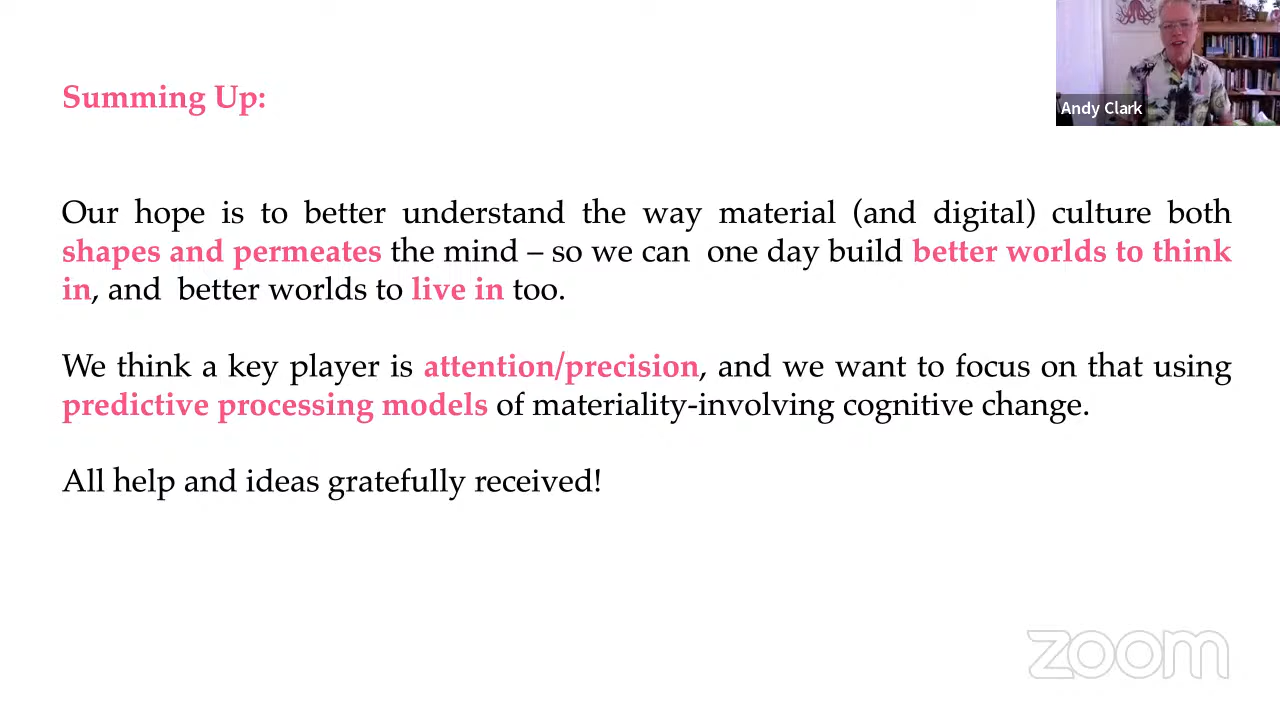 Summing Up:
Andy Clark
Our hope is to better understand the way material (and digital) culture both
shapes and permeates the mind – so we can one day build better worlds to think
in, and better worlds to live in too.
We think a key player is attention/precision, and we want to focus on that using
predictive processing models of materiality-involving cognitive change.
All help and ideas gratefully received!
zoom